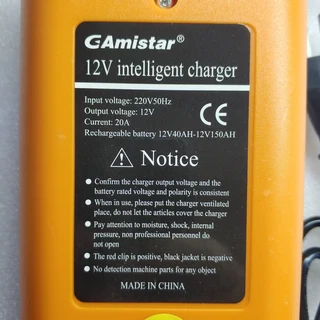 GAmistar®
12V intelligent charger
Input voltage: 220V50Hz
Output voltage: 12V
Current: 20A
Rechargeable battery 12V40AH-12V150AH
CE
Notice
● Confirm the charger output voltage and the
battery rated voltage and polarity is consistent
● When in use, please put the charger ventilated
place, do not let the articles cover the charger
● Pay attention to moisture, shock, internal
pressure, non professional personnel do
not open
● The red clip is positive, black jacket is negative
● No detection machine parts for any object
MADE IN CHINA